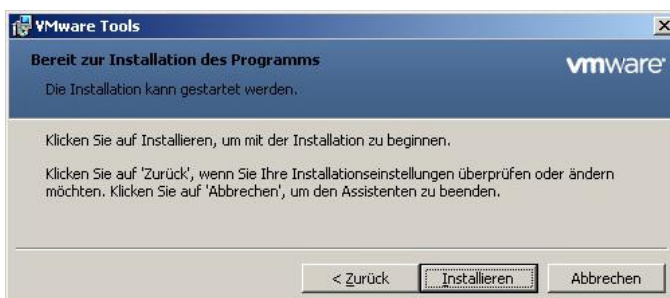 VMware Tools
Bereit zur Installation des Programms
vmware
Die Installation kann gestartet werden.
Klicken Sie auf Installieren, um mit der Installation zu beginnen.
Klicken Sie auf 'Zurück', wenn Sie Ihre Installationseinstellungen überprüfen oder ändern
möchten. Klicken Sie auf 'Abbrechen', um den Assistenten zu beenden.
< Zurück Installieren Abbrechen